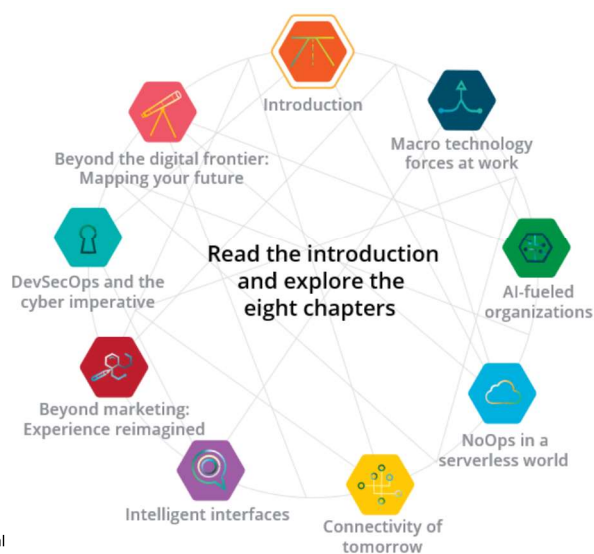 Introduction
Macro technology
forces at work
AI-fueled
organizations
NoOps in a
serverless world
Connectivity of
tomorrow
Intelligent interfaces
Beyond marketing:
Experience reimagined
DevSecOps and the
cyber imperative
Beyond the digital frontier:
Mapping your future
Read the introduction
and explore the
eight chapters